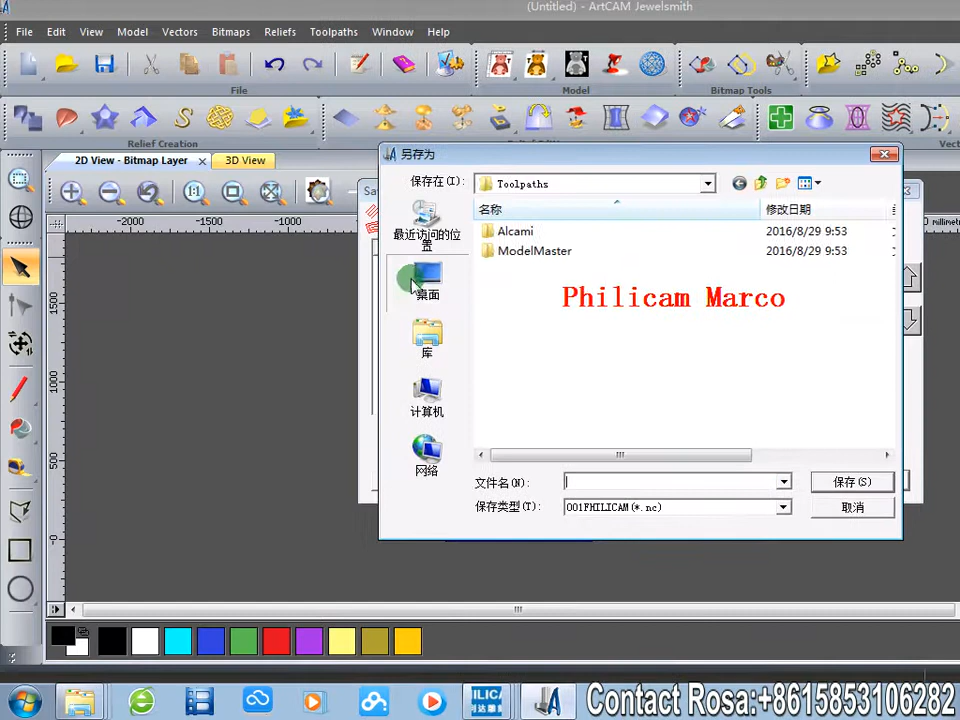 (Untitled) - ArtCAM Jewelsmith
File Edit View Model Vectors Bitmaps Reliefs Toolpaths Window Help
File Model Bitmap Tools
Relief Creation
2D View - Bitmap Layer 3D View
1:1
-2000 -1500 -1000
1500
1000
500
-0
另存为
保存在(I): Toolpaths
名称 修改日期
Alcami 2016/8/29 9:53
ModelMaster 2016/8/29 9:53
Philicam Marco
最近访问的位置
桌面
库
计算机
网络
文件名(N): 保存(S)
保存类型(T): 001FHILICAM(*.nc) 取消
Contact Rosa:+8615853106282